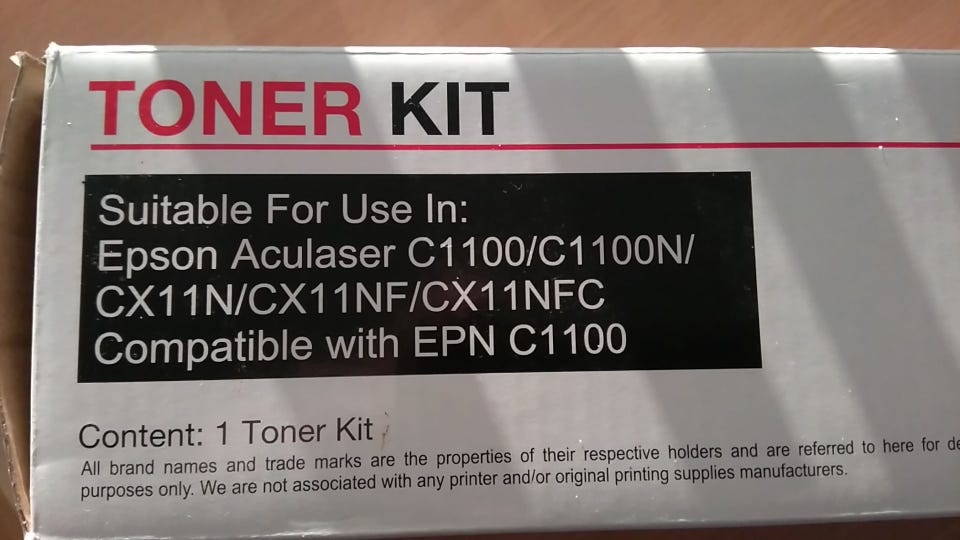 TONER KIT
Suitable For Use In:
Epson Aculaser C1100/C1100N/
CX11N/CX11NF/CX11NFC
Compatible with EPN C1100
Content: 1 Toner Kit
All brand names and trade marks are the properties of their respective holders and are referred to here for
purposes only. We are not associated with any printer and/or original printing supplies manufacturers.